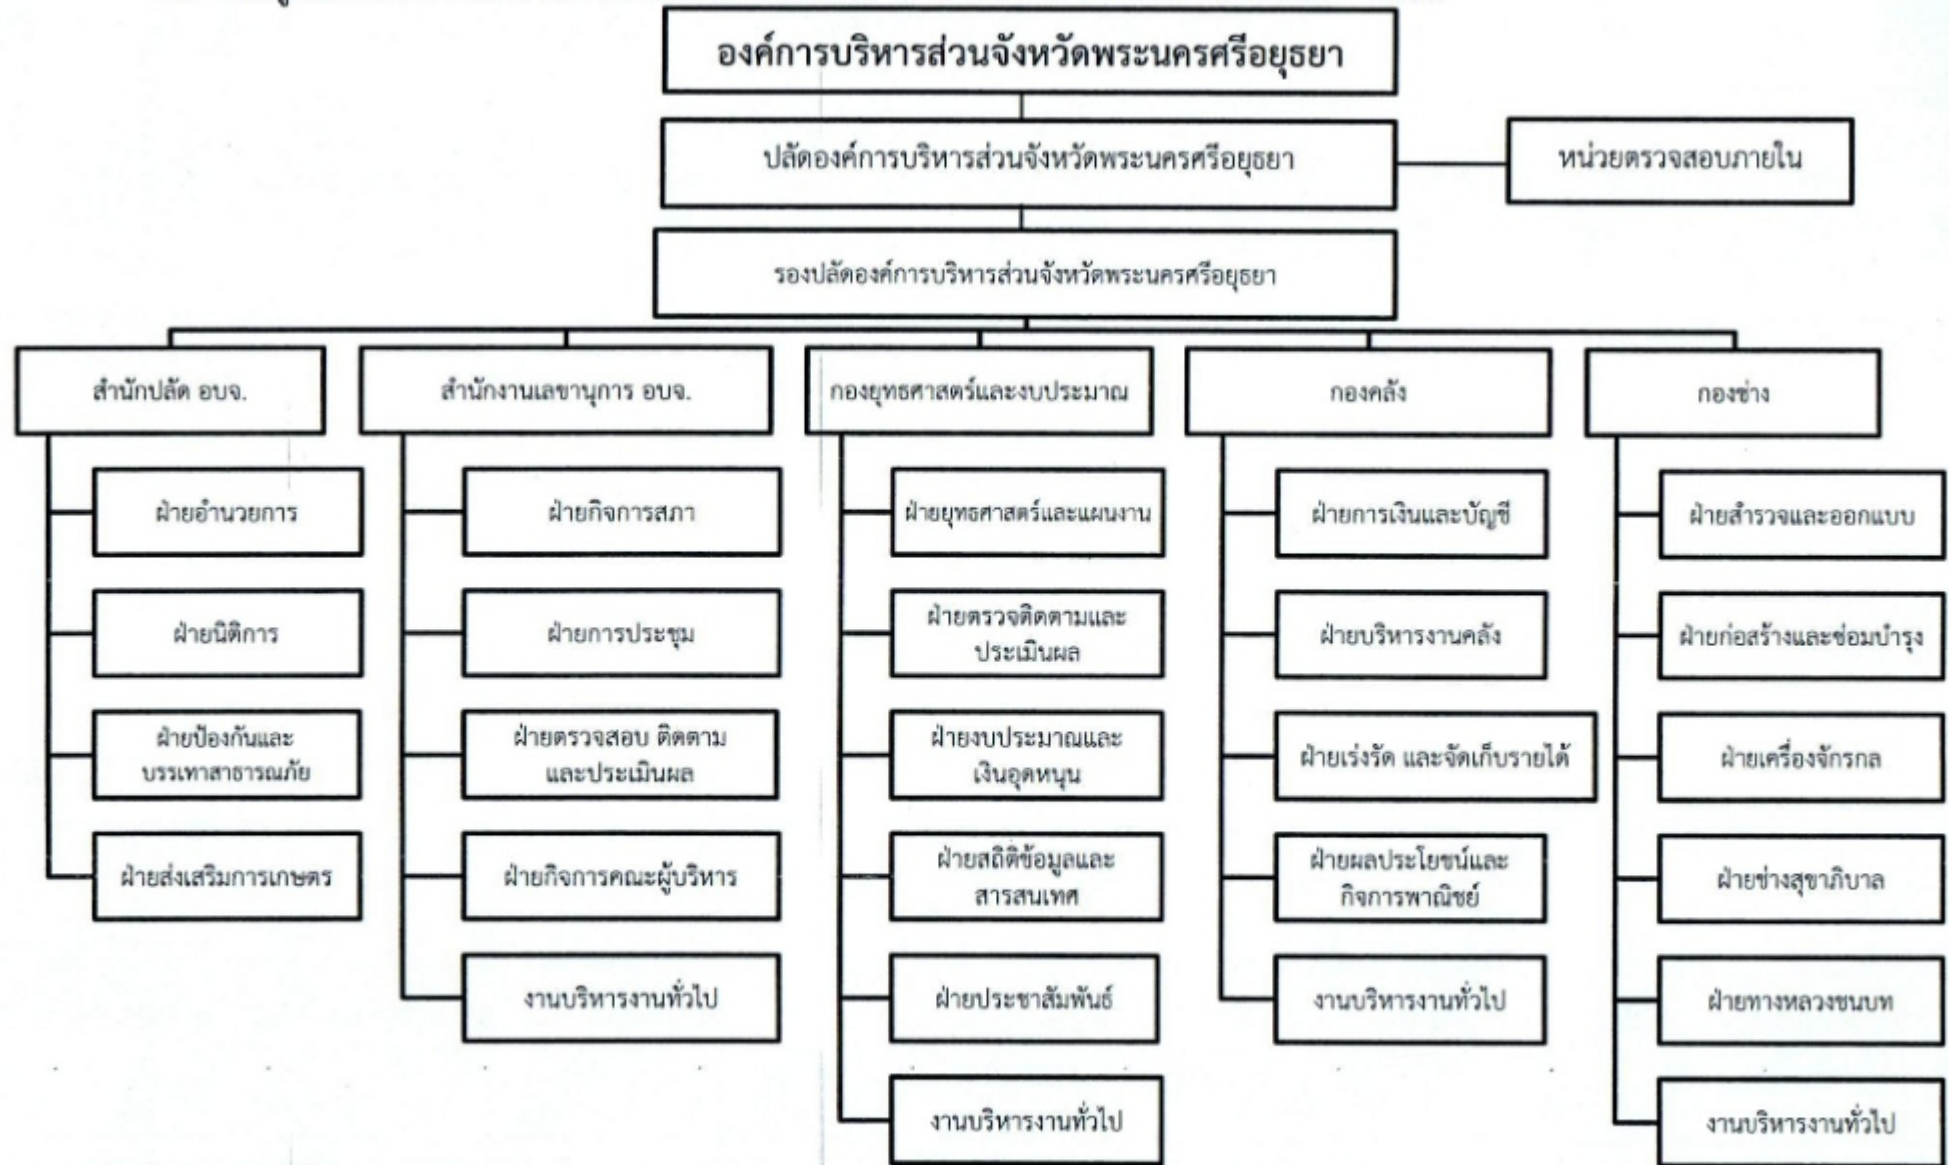 องค์การบริหารส่วนจังหวัดพระนครศรีอยุธยา
ปลัดองค์การบริหารส่วนจังหวัดพระนครศรีอยุธยา
หน่วยตรวจสอบภายใน
รองปลัดองค์การบริหารส่วนจังหวัดพระนครศรีอยุธยา
สำนักปลัด อบจ.
ฝ่ายอำนวยการ
ฝ่ายนิติการ
ฝ่ายป้องกันและ
บรรเทาสาธารณภัย
ฝ่ายส่งเสริมการเกษตร
สำนักงานเลขานุการ อบจ.
ฝ่ายกิจการสภา
ฝ่ายการประชุม
ฝ่ายตรวจสอบ ติดตาม
และประเมินผล
ฝ่ายกิจการคณะผู้บริหาร
งานบริหารงานทั่วไป
กองยุทธศาสตร์และงบประมาณ
ฝ่ายยุทธศาสตร์และแผนงาน
ฝ่ายตรวจติดตามและ
ประเมินผล
ฝ่ายงบประมาณและ
เงินอุดหนุน
ฝ่ายสถิติข้อมูลและ
สารสนเทศ
ฝ่ายประชาสัมพันธ์
งานบริหารงานทั่วไป
กองคลัง
ฝ่ายการเงินและบัญชี
ฝ่ายบริหารงานคลัง
ฝ่ายเร่งรัด และจัดเก็บรายได้
ฝ่ายผลประโยชน์และ
กิจการพาณิชย์
งานบริหารงานทั่วไป
กองช่าง
ฝ่ายสำรวจและออกแบบ
ฝ่ายก่อสร้างและซ่อมบำรุง
ฝ่ายเครื่องจักรกล
ฝ่ายช่างสุขาภิบาล
ฝ่ายทางหลวงชนบท
งานบริหารงานทั่วไป